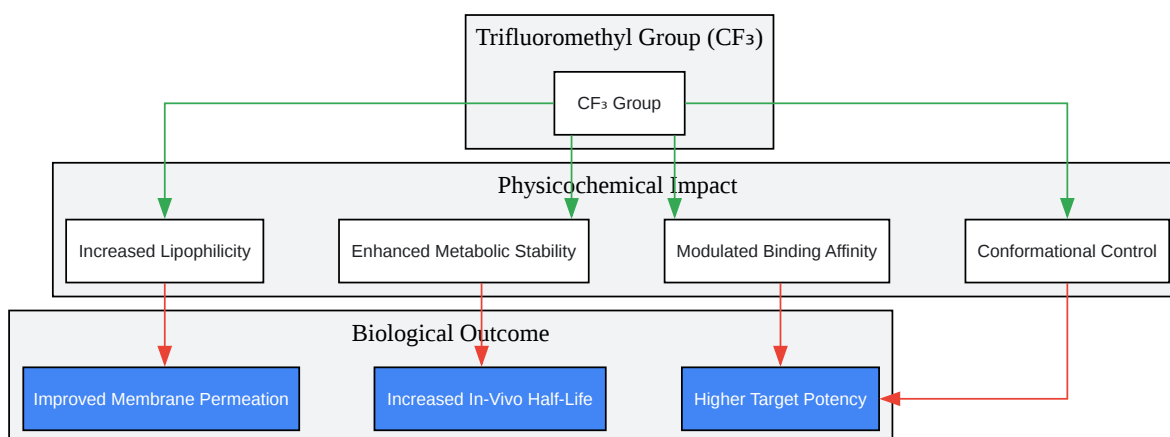 Trifluoromethyl Group (CF₃)
CF₃ Group
Physicochemical Impact
Increased Lipophilicity
Enhanced Metabolic Stability
Modulated Binding Affinity
Conformational Control
Biological Outcome
Improved Membrane Permeation
Increased In-Vivo Half-Life
Higher Target Potency